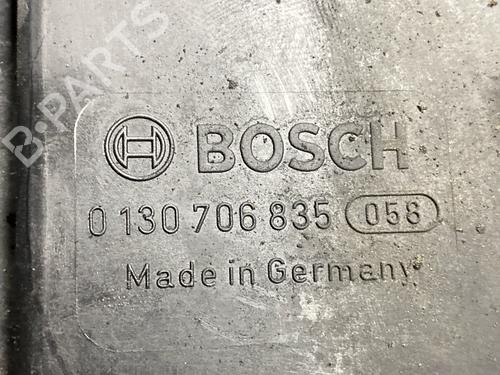 B-PARTS
BOSCH
0 130 706 835 058
Made in Germany